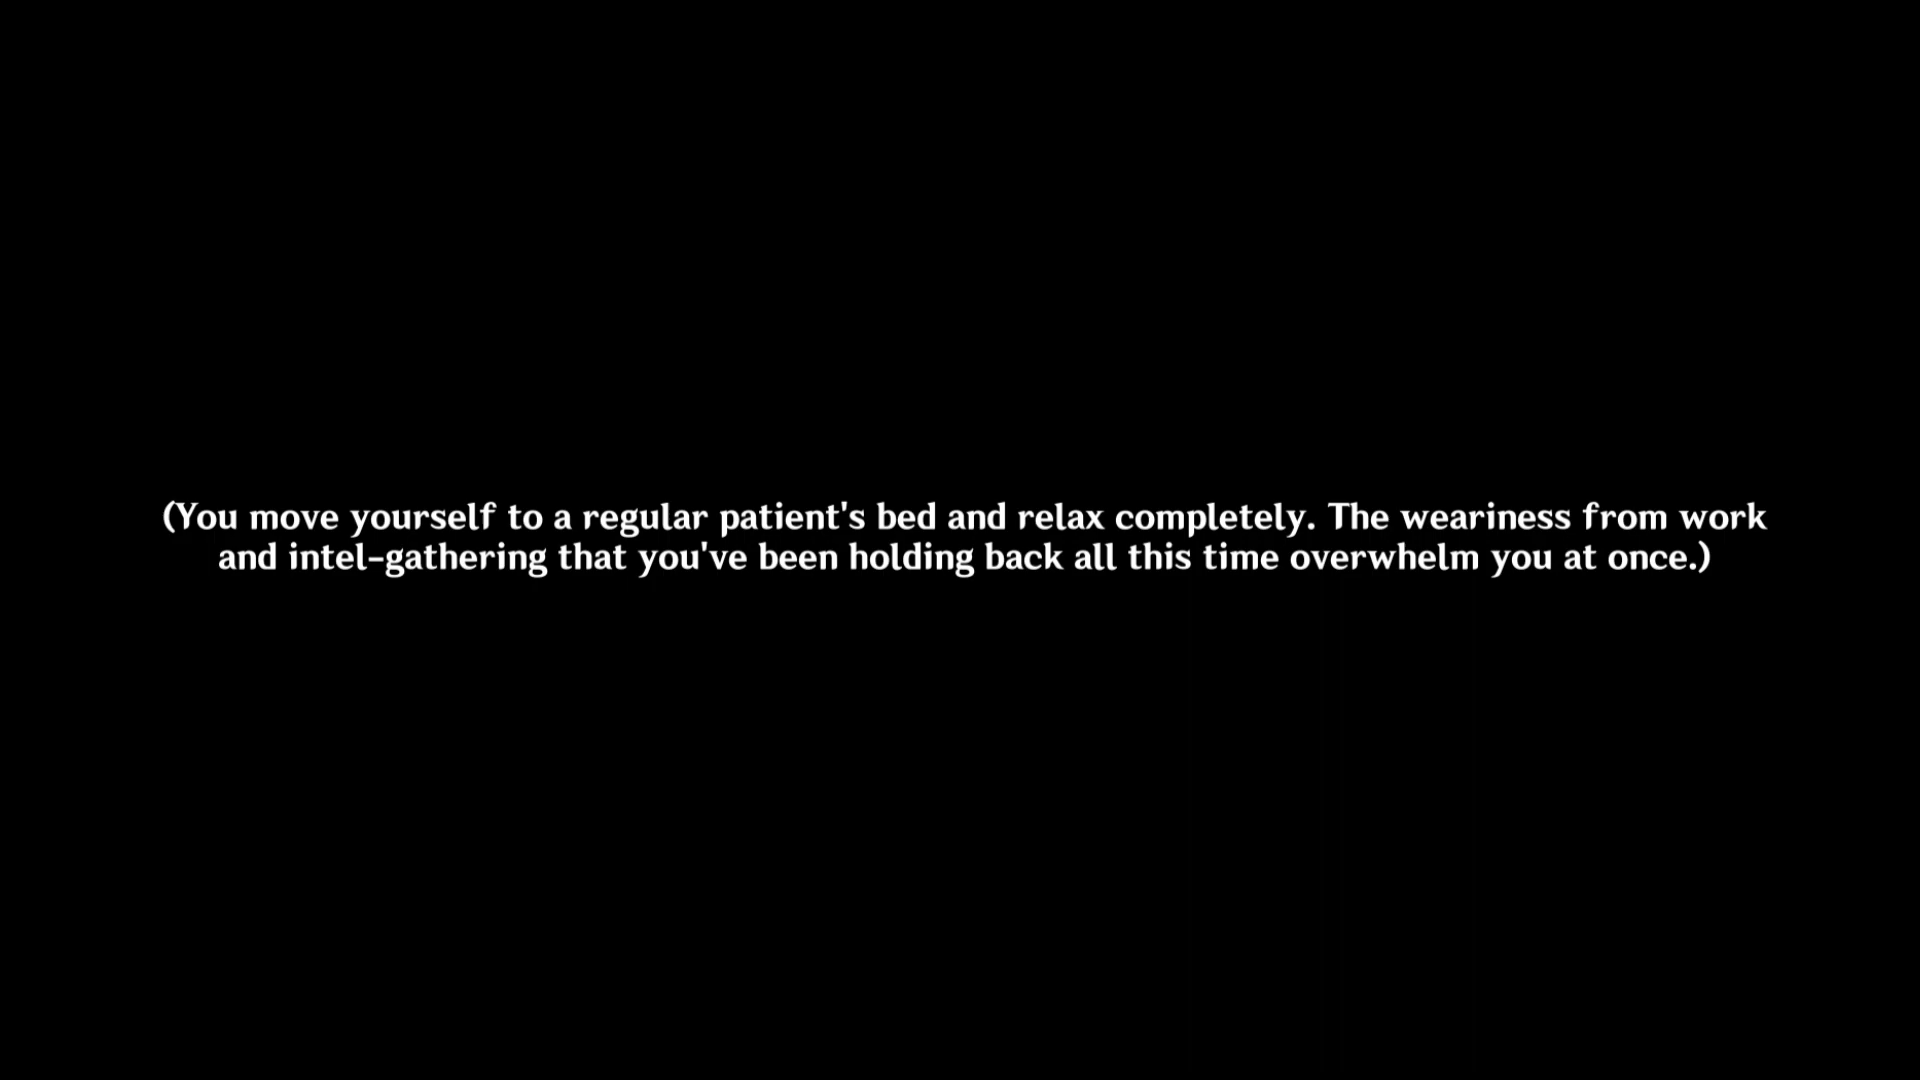 (You move yourself to a regular patient's bed and relax completely. The weariness from work
and intel-gathering that you've been holding back all this time overwhelm you at once.)